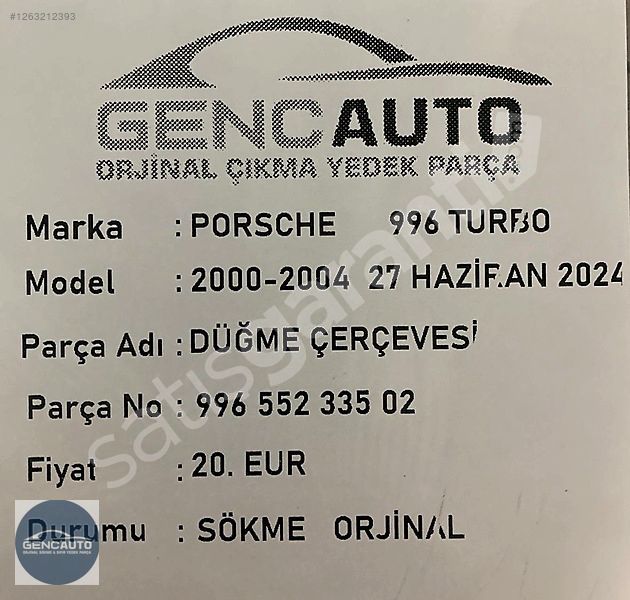 #1263212393
GENCAUTO
ORJİNAL ÇIKMA YEDEK PARÇA
Marka : PORSCHE 996 TURBO
Model : 2000-2004 27 HAZİRAN 2024
Parça Adı : DÜĞME ÇERÇEVESİ
Parça No : 996 552 335 02
Fiyat : 20. EUR
Durumu : SÖKME ORJİNAL
GENCAUTO